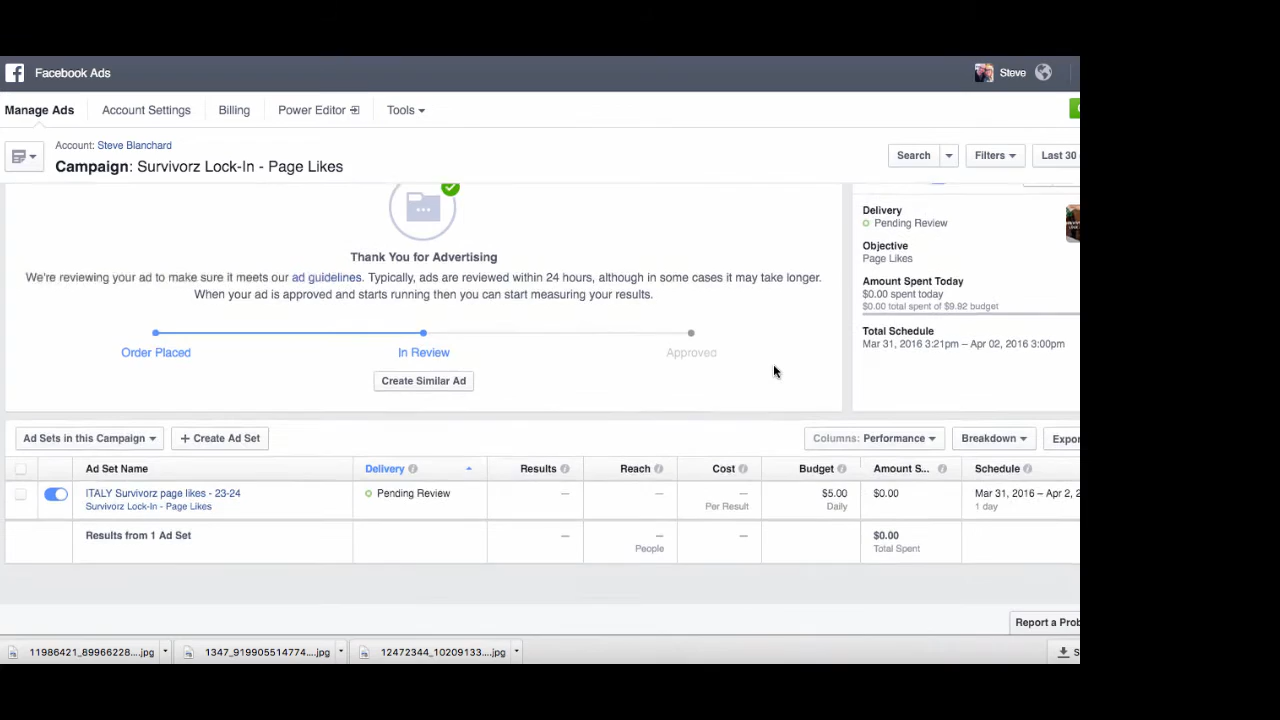 Facebook Ads
Steve
Manage Ads Account Settings Billing Power Editor Tools
Account: Steve Blanchard
Campaign: Survivorz Lock-In - Page Likes
Search Filters Last 30
Thank You for Advertising
We're reviewing your ad to make sure it meets our ad guidelines. Typically, ads are reviewed within 24 hours, although in some cases it may take longer.
When your ad is approved and starts running then you can start measuring your results.
Order Placed In Review Approved
Create Similar Ad
Delivery
Pending Review
Objective
Page Likes
Amount Spent Today
$0.00 spent today
$0.00 total spent of $9.92 budget
Total Schedule
Mar 31, 2016 3:21pm – Apr 02, 2016 3:00pm
Ad Sets in this Campaign + Create Ad Set Columns: Performance Breakdown Expor
Ad Set Name Delivery Results Reach Cost Budget Amount S... Schedule
ITALY Survivorz page likes - 23-24 Pending Review — — — $5.00 $0.00 Mar 31, 2016 – Apr 2, 2
Survivorz Lock-In - Page Likes Per Result Daily 1 day
Results from 1 Ad Set — — — $0.00
People Total Spent
Report a Prob
11986421_89966228....jpg 1347_919905514774....jpg 12472344_10209133....jpg S